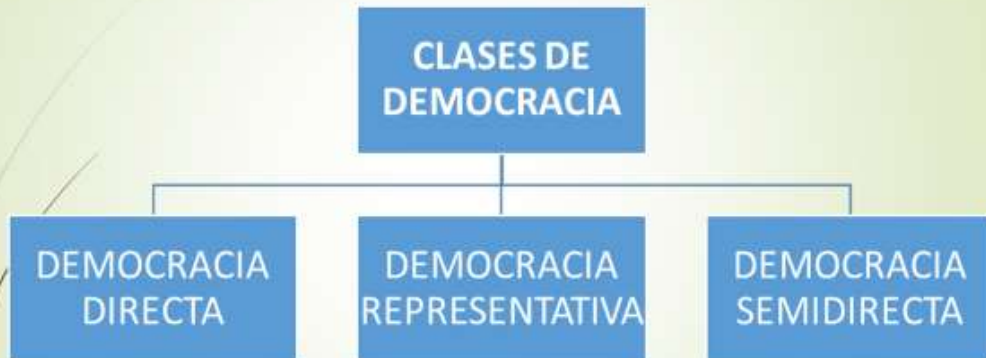 CLASES DE
DEMOCRACIA
DEMOCRACIA
DIRECTA
DEMOCRACIA
REPRESENTATIVA
DEMOCRACIA
SEMIDIRECTA